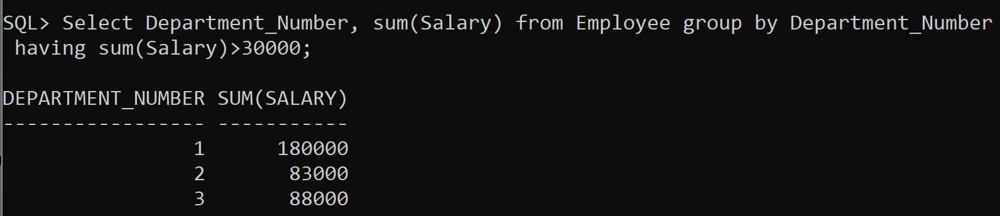 SQL> Select Department_Number, sum(Salary) from Employee group by Department_Number
 having sum(Salary)>30000;

DEPARTMENT_NUMBER SUM(SALARY)
----------------- -----------
                1      180000
                2       83000
                3       88000